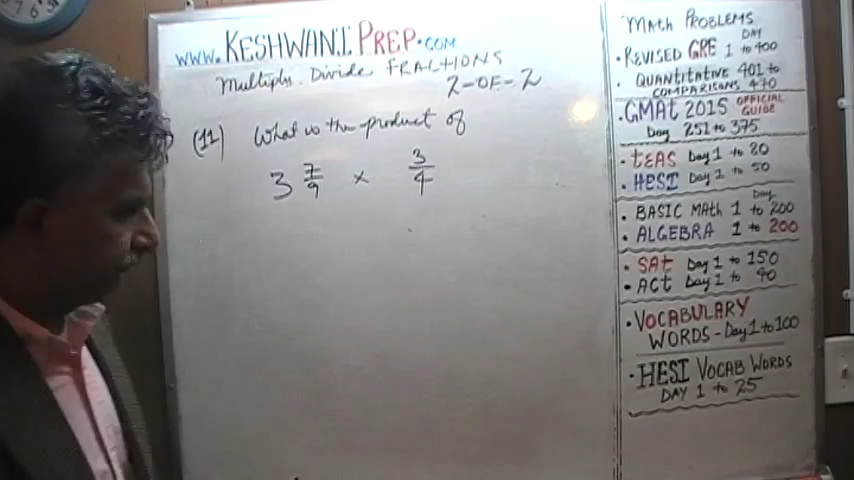 www.KESHWANIPREP.COM
Multiply. Divide FRACTIONS
2-OF-2
(11) What is the product of
3 7/9 × 3/4
MATH PROBLEMS
DAY
• REVISED GRE 1 to 400
• QUANTITATIVE 401 to
COMPARISONS 470
• GMAt 2015 OFFICIAL GUIDE
Day 251 to 375
• tEAS Day 1 to 20
• HESI Day 1 to 50
Day
• BASIC Math 1 to 200
• ALGEBRA 1 to 200
• SAt Day 1 to 150
• ACt Day 1 to 40
• VOCABULARY
WORDS - Day 1 to 100
• HESI VOCAB WORDS
DAY 1 to 25